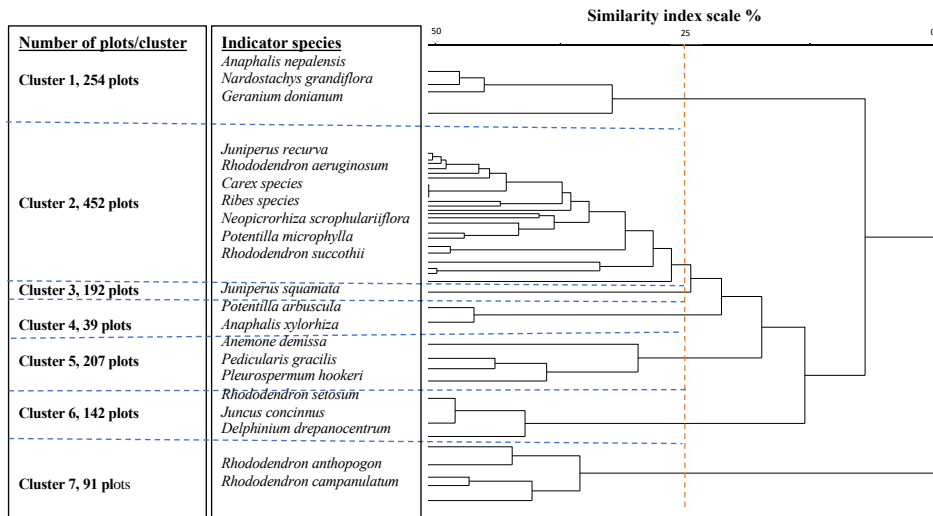 Similarity index scale %
50
25
0
Number of plots/cluster
Indicator species
Cluster 1, 254 plots
Anaphalis nepalensis
Nardostachys grandiflora
Geranium donianum
Cluster 2, 452 plots
Juniperus recurva
Rhododendron aeruginosum
Carex species
Ribes species
Neopicrorhiza scrophulariiflora
Potentilla microphylla
Rhododendron succothii
Cluster 3, 192 plots
Juniperus squamata
Cluster 4, 39 plots
Potentilla arbuscula
Anaphalis xylorhiza
Cluster 5, 207 plots
Anemone demissa
Pedicularis gracilis
Pleurospermum hookeri
Cluster 6, 142 plots
Rhododendron setosum
Juncus concinnus
Delphinium drepanocentrum
Cluster 7, 91 plots
Rhododendron anthopogon
Rhododendron campanulatum